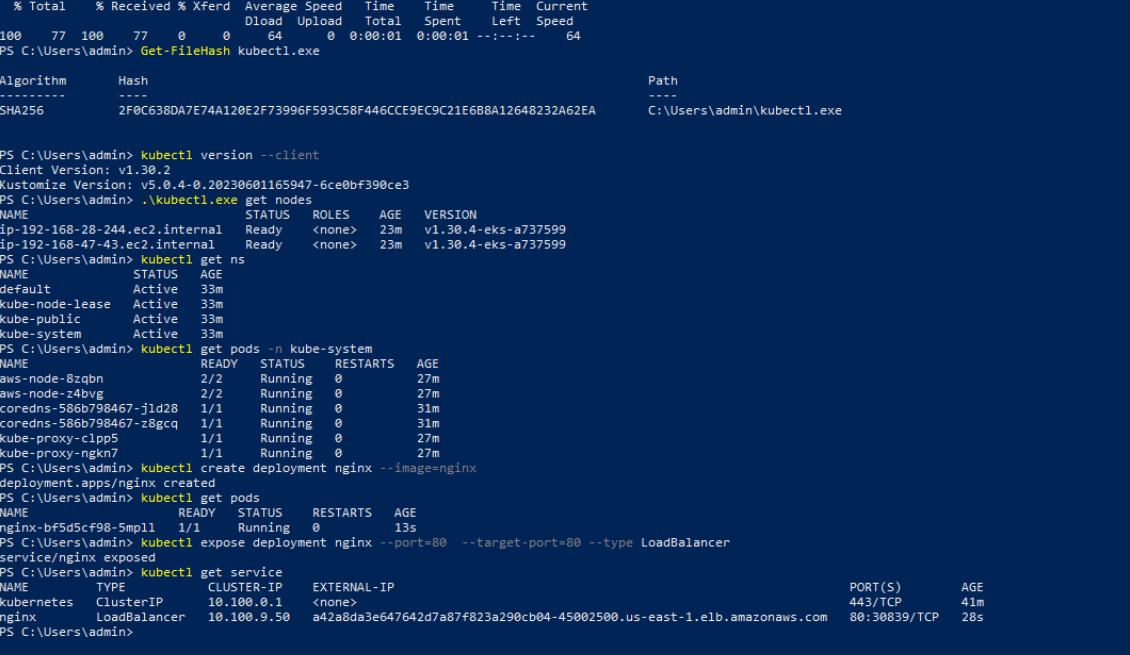 % Total    % Received % Xferd  Average Speed   Time    Time     Time  Current
Dload  Upload   Total   Spent    Left  Speed
100    77  100    77    0     0     64      0  0:00:01  0:00:01 --:--:--    64
PS C:\Users\admin> Get-FileHash kubectl.exe
Algorithm       Hash                                                                   Path
---------       ----                                                                   ----
SHA256          2F0C638DA7E74A120E2F73996F593C58F446CCE9EC9C21E6B8A12648232A62EA       C:\Users\admin\kubectl.exe
PS C:\Users\admin> kubectl version --client
Client Version: v1.30.2
Kustomize Version: v5.0.4-0.20230601165947-6ce0bf390ce3
PS C:\Users\admin> .\kubectl.exe get nodes
NAME                             STATUS   ROLES    AGE   VERSION
ip-192-168-28-244.ec2.internal   Ready    <none>   23m   v1.30.4-eks-a737599
ip-192-168-47-43.ec2.internal    Ready    <none>   23m   v1.30.4-eks-a737599
PS C:\Users\admin> kubectl get ns
NAME              STATUS   AGE
default           Active   33m
kube-node-lease   Active   33m
kube-public       Active   33m
kube-system       Active   33m
PS C:\Users\admin> kubectl get pods -n kube-system
NAME                       READY   STATUS    RESTARTS   AGE
aws-node-8zqbn             2/2     Running   0          27m
aws-node-z4bvg             2/2     Running   0          27m
coredns-586b798467-jld28   1/1     Running   0          31m
coredns-586b798467-z8gcq   1/1     Running   0          31m
kube-proxy-clpp5           1/1     Running   0          27m
kube-proxy-ngkn7           1/1     Running   0          27m
PS C:\Users\admin> kubectl create deployment nginx --image=nginx
deployment.apps/nginx created
PS C:\Users\admin> kubectl get pods
NAME                    READY   STATUS    RESTARTS   AGE
nginx-bf5d5cf98-5mpll   1/1     Running   0          13s
PS C:\Users\admin> kubectl expose deployment nginx --port=80  --target-port=80 --type LoadBalancer
service/nginx exposed
PS C:\Users\admin> kubectl get service
NAME         TYPE           CLUSTER-IP    EXTERNAL-IP                                                             PORT(S)        AGE
kubernetes   ClusterIP      10.100.0.1    <none>                                                                  443/TCP        41m
nginx        LoadBalancer   10.100.9.50   a42a8da3e647642d7a87f823a290cb04-45002500.us-east-1.elb.amazonaws.com   80:30839/TCP   28s
PS C:\Users\admin>